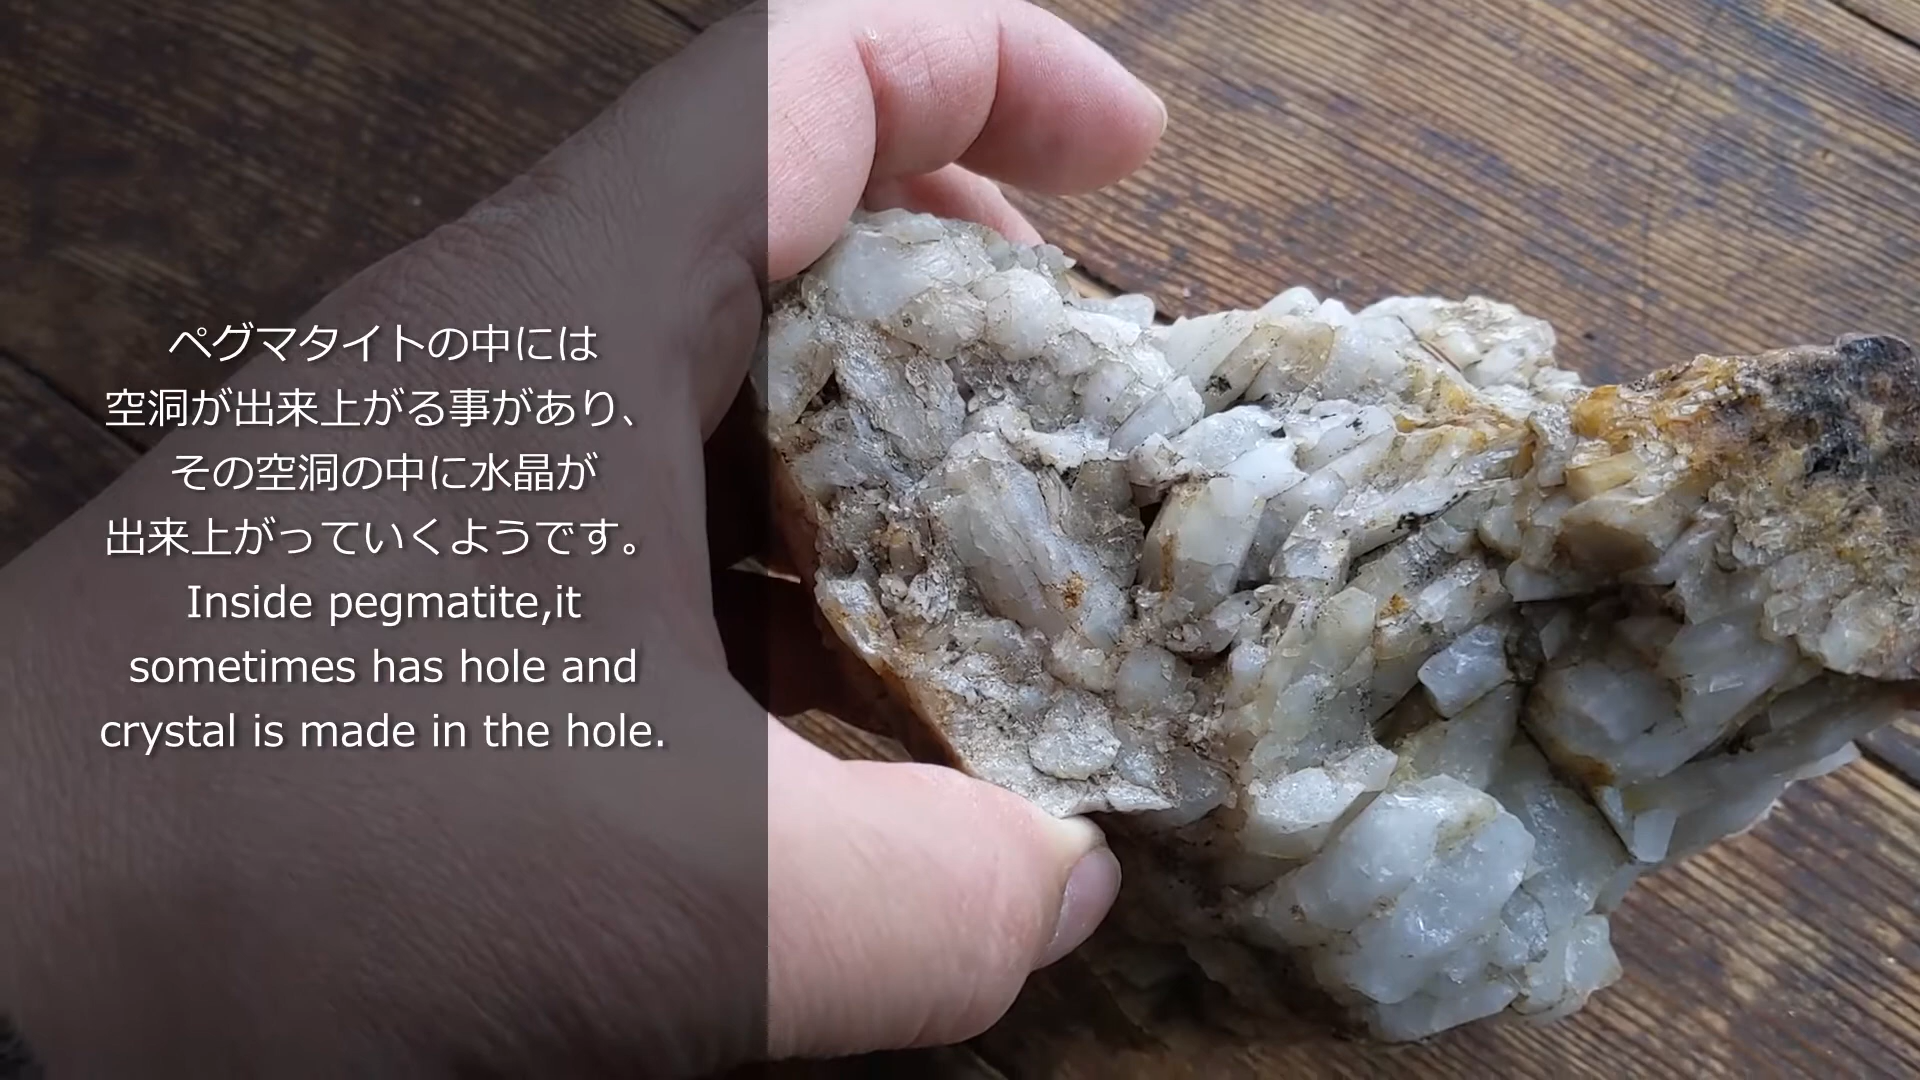 ペグマタイトの中には
空洞が出来上がる事があり、
その空洞の中に水晶が
出来上がっていくようです。
Inside pegmatite,it
sometimes has hole and
crystal is made in the hole.